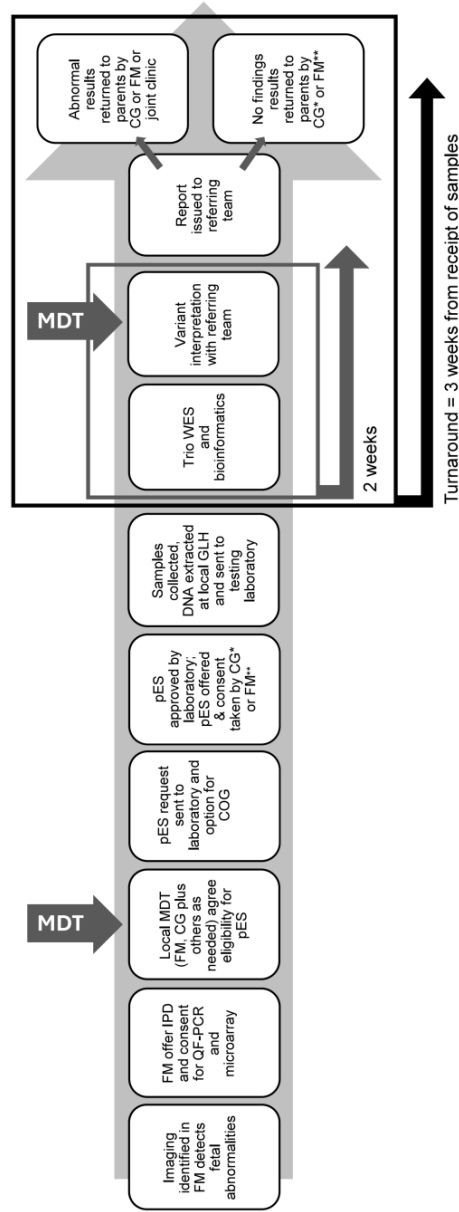 Imaging
identified in
FM detects
fetal
abnormalities
FM offer IPD
and consent
for QF-PCR
and
microarray
MDT
Local MDT
(FM, CG plus
others as
needed) agree
eligibility for
pES
pES request
sent to
laboratory and
option for
COG
pES
approved by
laboratory;
pES offered
& consent
taken by CG*
or FM**
Samples
collected,
DNA extracted
at local GLH
and sent to
testing
laboratory
Trio WES
and
bioinformatics
MDT
Variant
interpretation
with referring
team
2 weeks
Report
issued to
referring
team
Abnormal
results
returned to
parents by
CG or FM or
joint clinic
No findings
results
returned to
parents by
CG* or FM**
Turnaround = 3 weeks from receipt of samples